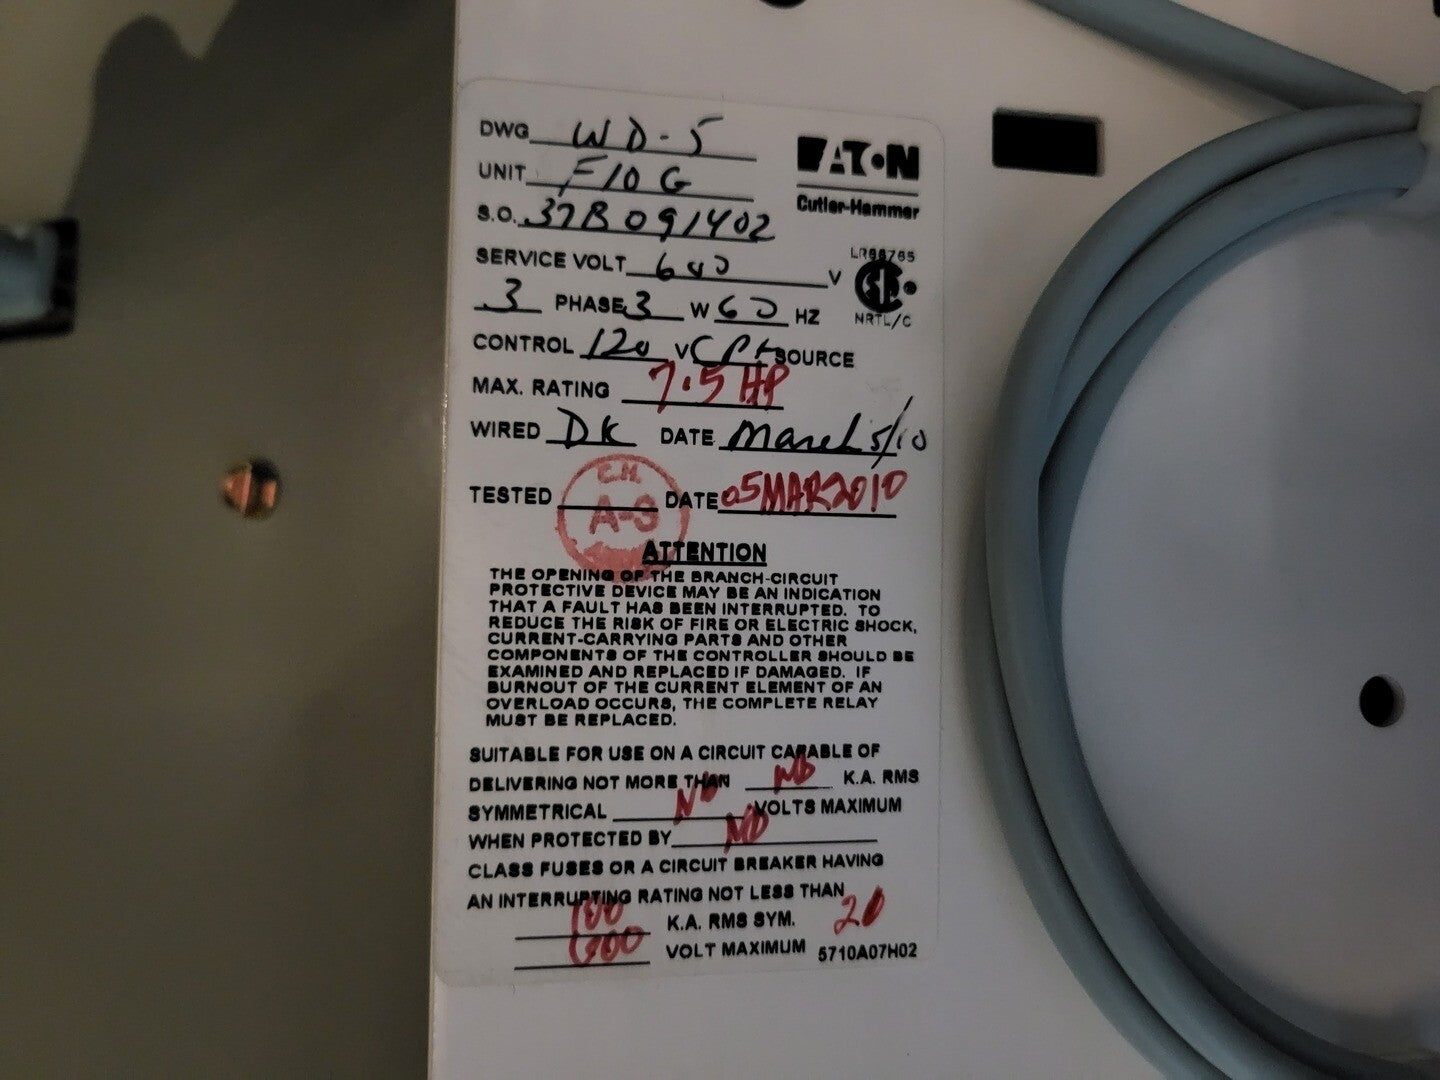 DWG WD-5
EATON
UNIT F10G
Cutler-Hammer
S.O. 37B091402
SERVICE VOLT 600 V
LR66765
3 PHASE 3 W 60 HZ
NRTL/C
CONTROL 120 V CPT SOURCE
MAX. RATING 7.5 HP
WIRED DK DATE March 5/10
TESTED C.H. A-9 DATE 05MAR2010
ATTENTION
THE OPENING OF THE BRANCH-CIRCUIT
PROTECTIVE DEVICE MAY BE AN INDICATION
THAT A FAULT HAS BEEN INTERRUPTED. TO
REDUCE THE RISK OF FIRE OR ELECTRIC SHOCK,
CURRENT-CARRYING PARTS AND OTHER
COMPONENTS OF THE CONTROLLER SHOULD BE
EXAMINED AND REPLACED IF DAMAGED. IF
BURNOUT OF THE CURRENT ELEMENT OF AN
OVERLOAD OCCURS, THE COMPLETE RELAY
MUST BE REPLACED.
SUITABLE FOR USE ON A CIRCUIT CAPABLE OF
DELIVERING NOT MORE THAN K.A. RMS
SYMMETRICAL VOLTS MAXIMUM
WHEN PROTECTED BY
CLASS FUSES OR A CIRCUIT BREAKER HAVING
AN INTERRUPTING RATING NOT LESS THAN
100 K.A. RMS SYM. 20
600 VOLT MAXIMUM 5710A07H02